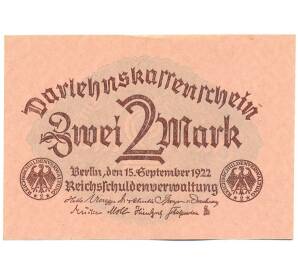 Darlehnskassenschein
Zwei 2 Mark
Berlin, den 15. September 1922
Reichsschuldenverwaltung